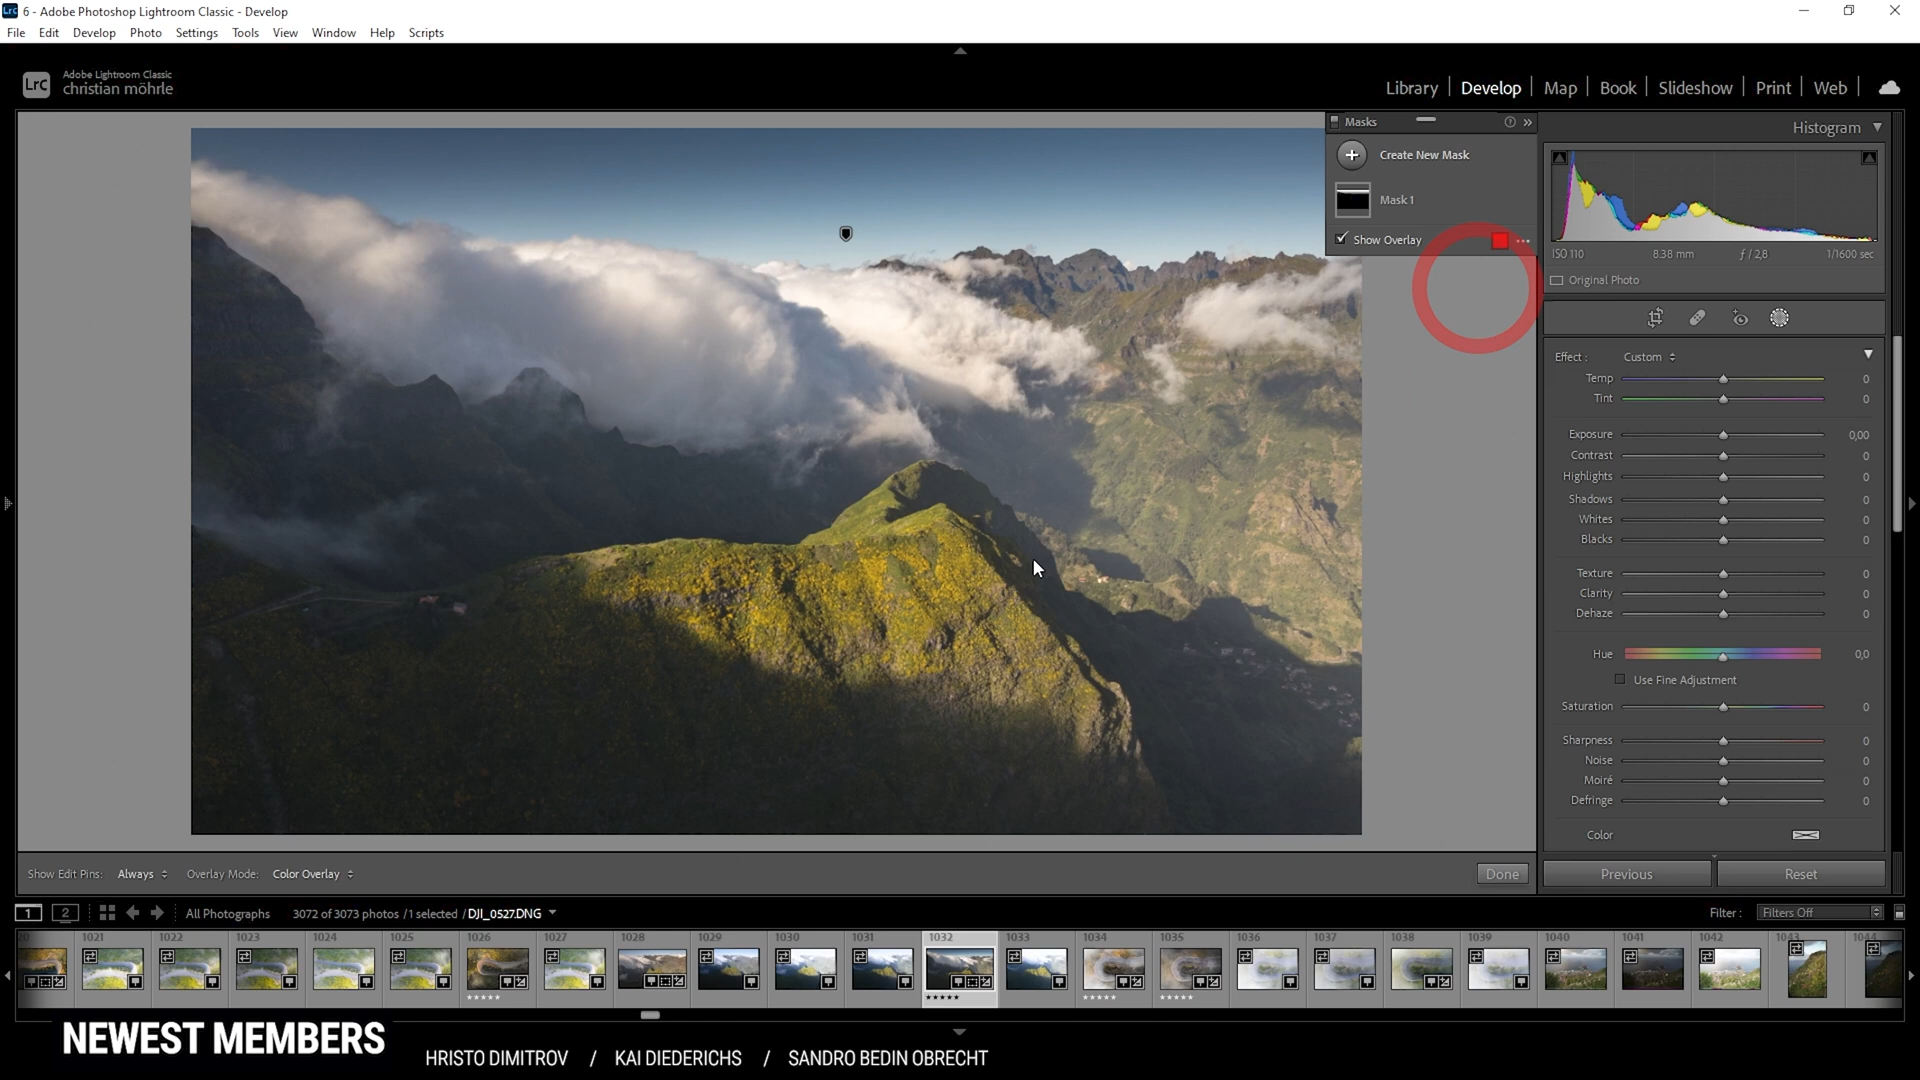 6 - Adobe Photoshop Lightroom Classic - Develop
File Edit Develop Photo Settings Tools View Window Help Scripts
Lrc
Adobe Lightroom Classic
christian möhrle
Library | Develop | Map | Book | Slideshow | Print | Web |
Masks
Create New Mask
Mask 1
Show Overlay
Histogram
ISO 110 8.38 mm ƒ / 2,8 1/1600 sec
Original Photo
Effect : Custom
Temp 0
Tint 0
Exposure 0,00
Contrast 0
Highlights 0
Shadows 0
Whites 0
Blacks 0
Texture 0
Clarity 0
Dehaze 0
Hue 0,0
Use Fine Adjustment
Saturation 0
Sharpness 0
Noise 0
Moiré 0
Defringe 0
Color
Show Edit Pins: Always Overlay Mode: Color Overlay Done
Previous Reset
1 2 All Photographs 3072 of 3073 photos / 1 selected / DJI_0527.DNG Filter : Filters Off
1021 1022 1023 1024 1025 1026 1027 1028 1029 1030 1031 1032 1033 1034 1035 1036 1037 1038 1039 1040 1041 1042 1043 1044
NEWEST MEMBERS
HRISTO DIMITROV / KAI DIEDERICHS / SANDRO BEDIN OBRECHT